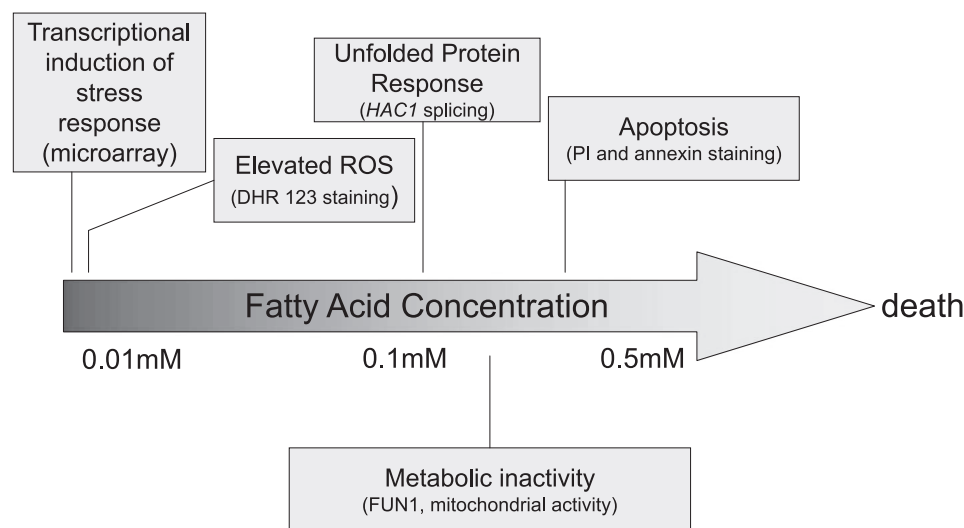 Transcriptional
induction of
stress
response
(microarray)
Elevated ROS
(DHR 123 staining)
Unfolded Protein
Response
(HAC1 splicing)
Apoptosis
(PI and annexin staining)
Fatty Acid Concentration
death
0.01mM
0.1mM
0.5mM
Metabolic inactivity
(FUN1, mitochondrial activity)